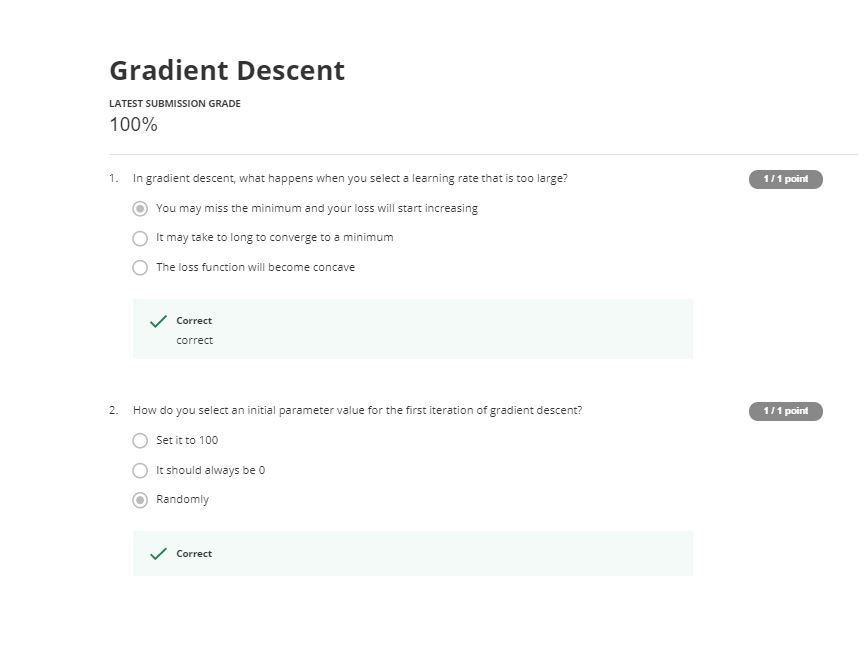 Gradient Descent
LATEST SUBMISSION GRADE
100%
1. In gradient descent, what happens when you select a learning rate that is too large?
1 / 1 point
You may miss the minimum and your loss will start increasing
It may take to long to converge to a minimum
The loss function will become concave
Correct
correct
2. How do you select an initial parameter value for the first iteration of gradient descent?
1 / 1 point
Set it to 100
It should always be 0
Randomly
Correct